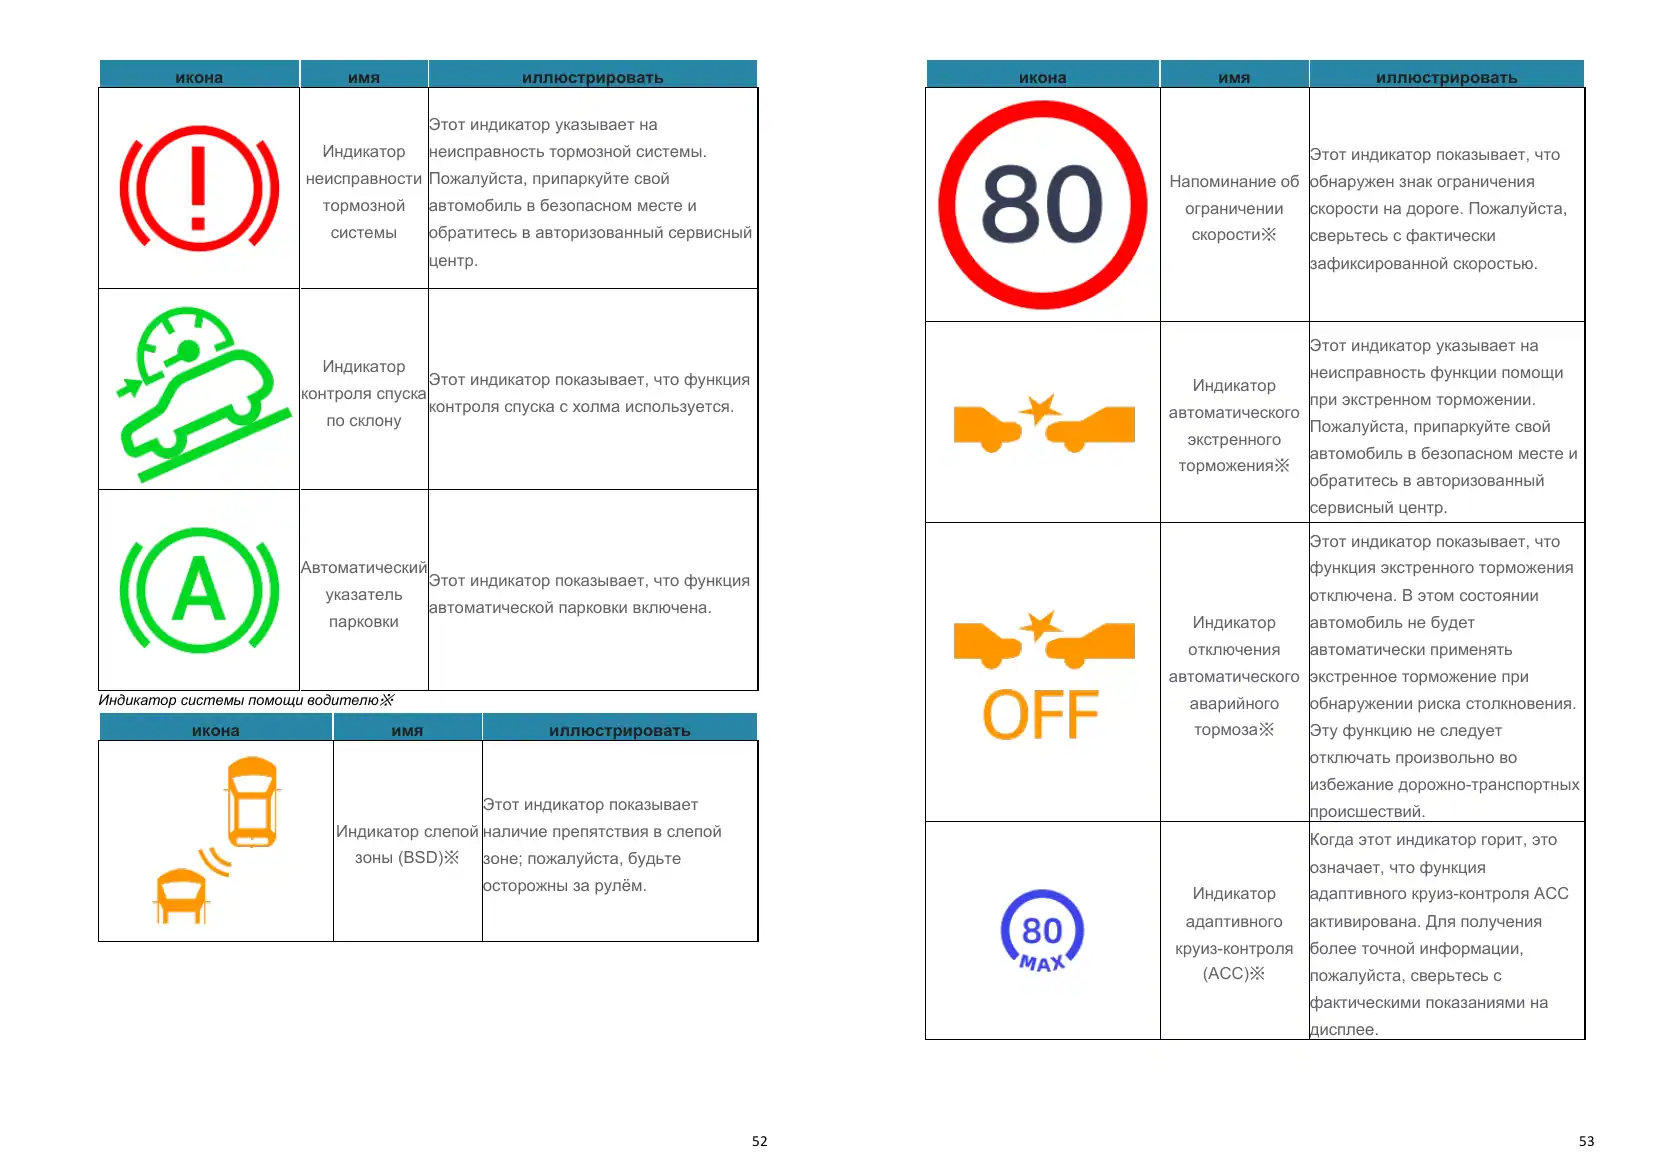 икона имя иллюстрировать
Индикатор
неисправности
тормозной
системы
Этот индикатор указывает на
неисправность тормозной системы.
Пожалуйста, припаркуйте свой
автомобиль в безопасном месте и
обратитесь в авторизованный сервисный
центр.
Индикатор
контроля спуска
по склону
Этот индикатор показывает, что функция
контроля спуска с холма используется.
A
Автоматический
указатель
парковки
Этот индикатор показывает, что функция
автоматической парковки включена.
Индикатор системы помощи водителю※
икона имя иллюстрировать
Индикатор слепой
зоны (BSD)※
Этот индикатор показывает
наличие препятствия в слепой
зоне; пожалуйста, будьте
осторожны за рулём.
52
икона имя иллюстрировать
80
Напоминание об
ограничении
скорости※
Этот индикатор показывает, что
обнаружен знак ограничения
скорости на дороге. Пожалуйста,
сверьтесь с фактически
зафиксированной скоростью.
Индикатор
автоматического
экстренного
торможения※
Этот индикатор указывает на
неисправность функции помощи
при экстренном торможении.
Пожалуйста, припаркуйте свой
автомобиль в безопасном месте и
обратитесь в авторизованный
сервисный центр.
OFF
Индикатор
отключения
автоматического
аварийного
тормоза※
Этот индикатор показывает, что
функция экстренного торможения
отключена. В этом состоянии
автомобиль не будет
автоматически применять
экстренное торможение при
обнаружении риска столкновения.
Эту функцию не следует
отключать произвольно во
избежание дорожно-транспортных
происшествий.
80
MAX
Индикатор
адаптивного
круиз-контроля
(ACC)※
Когда этот индикатор горит, это
означает, что функция
адаптивного круиз-контроля ACC
активирована. Для получения
более точной информации,
пожалуйста, сверьтесь с
фактическими показаниями на
дисплее.
53